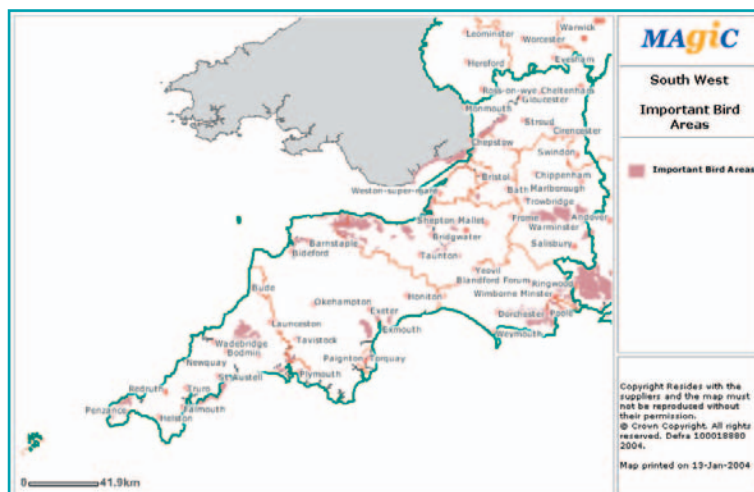 Leominster
Worcester
Warwick
Hereford
Evesham
Ross-on-wye
Cheltenham
Gloucester
Monmouth
Stroud
Cirencester
Chepstow
Swindon
Bristol
Chippenham
Weston-super-mare
Bath
Marlborough
Trowbridge
Shepton Mallet
Frome
Andover
Warminster
Bridgwater
Barnstaple
Salisbury
Bideford
Taunton
Yeovil
Blandford Forum
Ringwood
Bude
Honiton
Wimborne Minster
Okehampton
Exeter
Dorchester
Poole
Launceston
Exmouth
Weymouth
Tavistock
Wadebridge
Bodmin
Newquay
Paignton
Torquay
St Austell
Plymouth
Redruth
Truro
Penzance
Falmouth
Helston
0 41.9km
MAgiC
South West
Important Bird
Areas
Important Bird Areas
Copyright Resides with the
suppliers and the map must
not be reproduced without
their permission.
© Crown Copyright. All rights
reserved. Defra 100018880
2004.
Map printed on 13-Jan-2004